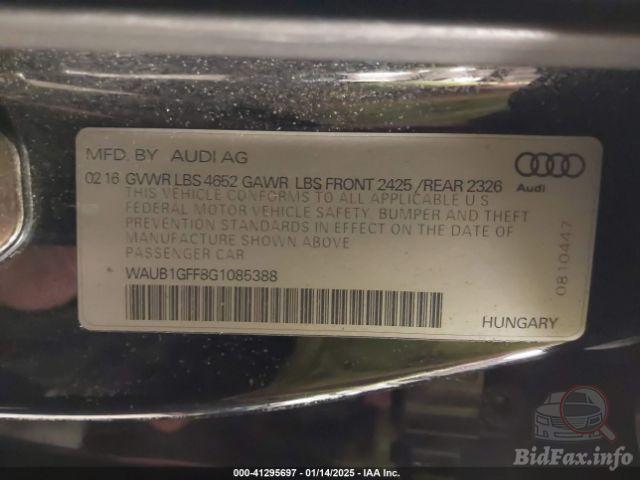 MFD. BY AUDI AG
02 16 GVWR LBS 4652 GAWR LBS FRONT 2425 / REAR 2326
Audi
THIS VEHICLE CONFORMS TO ALL APPLICABLE U S
FEDERAL MOTOR VEHICLE SAFETY, BUMPER AND THEFT
PREVENTION STANDARDS IN EFFECT ON THE DATE OF
MANUFACTURE SHOWN ABOVE
PASSENGER CAR
WAUB1GFF8G1085388
HUNGARY
0810447
BidFax.info
000-41295697 - 01/14/2025 - IAA Inc.